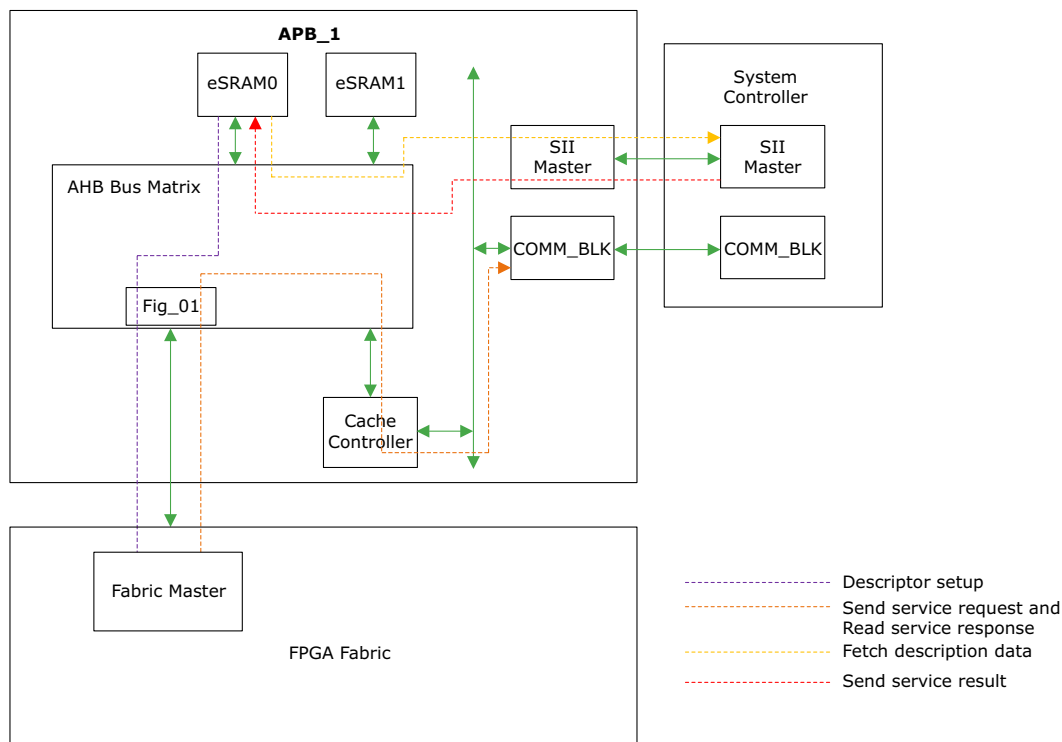 APB_1
eSRAM0
eSRAM1
System
Controller
SII
Master
SII
Master
AHB Bus Matrix
COMM_BLK
COMM_BLK
Fig_01
Cache
Controller
Fabric Master
FPGA Fabric
Descriptor setup
Send service request and
Read service response
Fetch description data
Send service result